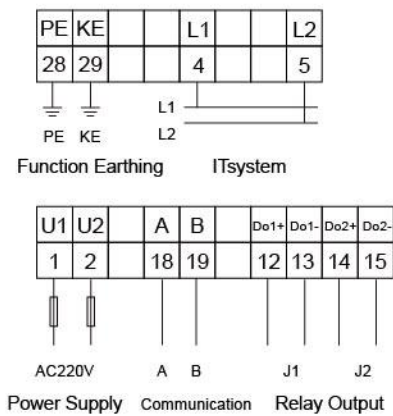 PE KE L1 L2
28 29 4 5
L1
L2
PE KE
Function Earthing ITsystem
U1 U2 A B Do1+ Do1- Do2+ Do2-
1 2 18 19 12 13 14 15
AC220V A B J1 J2
Power Supply Communication Relay Output